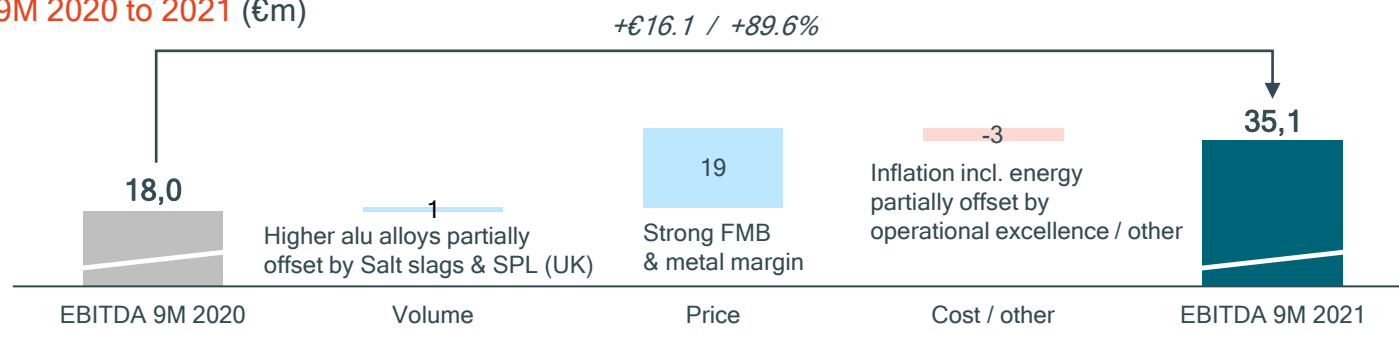 9M 2020 to 2021 (€m)
+€16.1 / +89.6%
18,0
1
Higher alu alloys partially
offset by Salt slags & SPL (UK)
19
Strong FMB
& metal margin
-3
Inflation incl. energy
partially offset by
operational excellence / other
35,1
EBITDA 9M 2020
Volume
Price
Cost / other
EBITDA 9M 2021